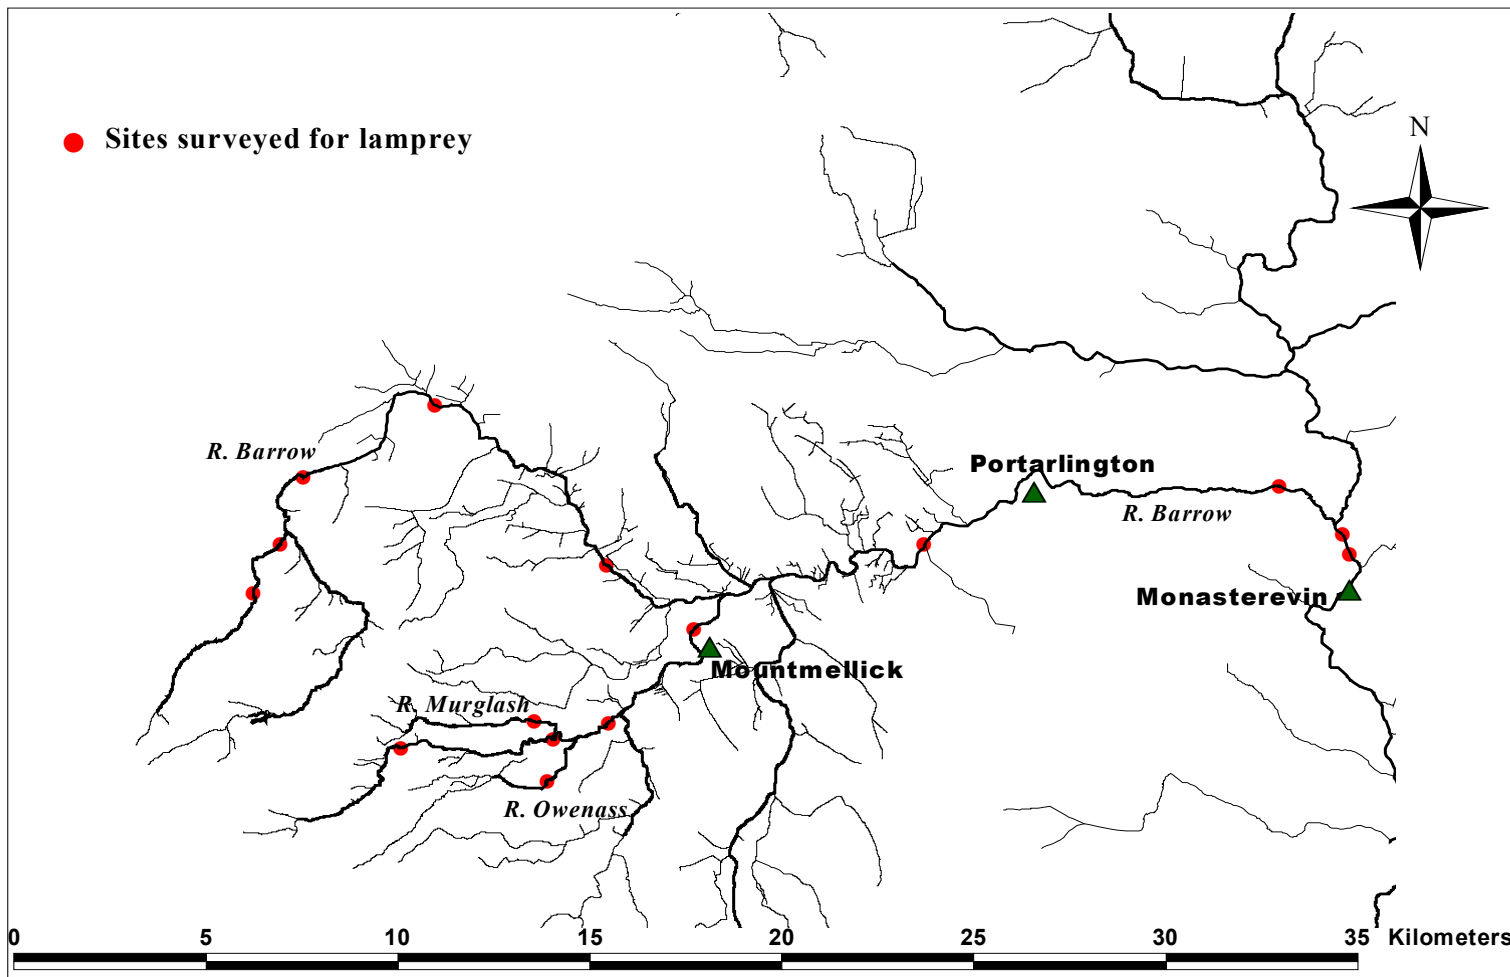 Sites surveyed for lamprey
N
R. Barrow
Portarlington
R. Barrow
Monasterevin
Mountmellick
R. Murglash
R. Owenass
0 5 10 15 20 25 30 35 Kilometers